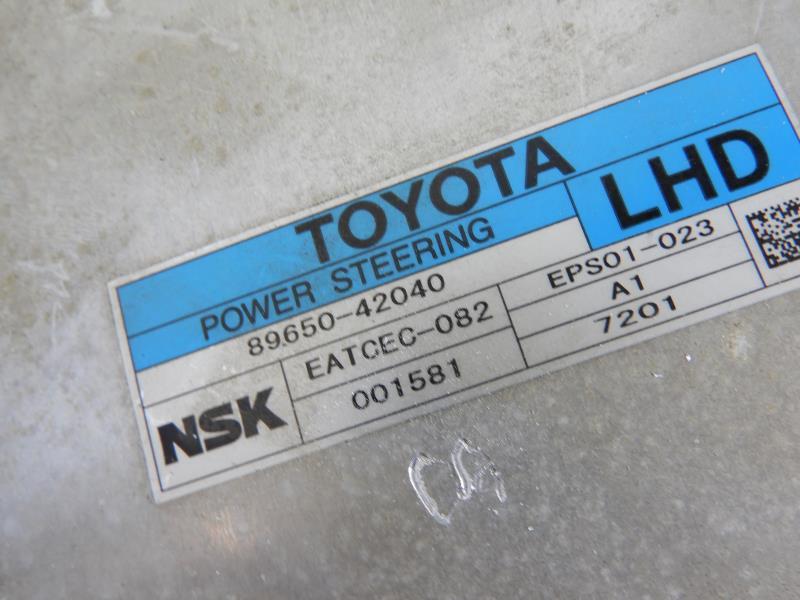 TOYOTA
LHD
POWER STEERING
89650-42040
EPS01-023
EATCEC-082
A1
NSK
001581
7201